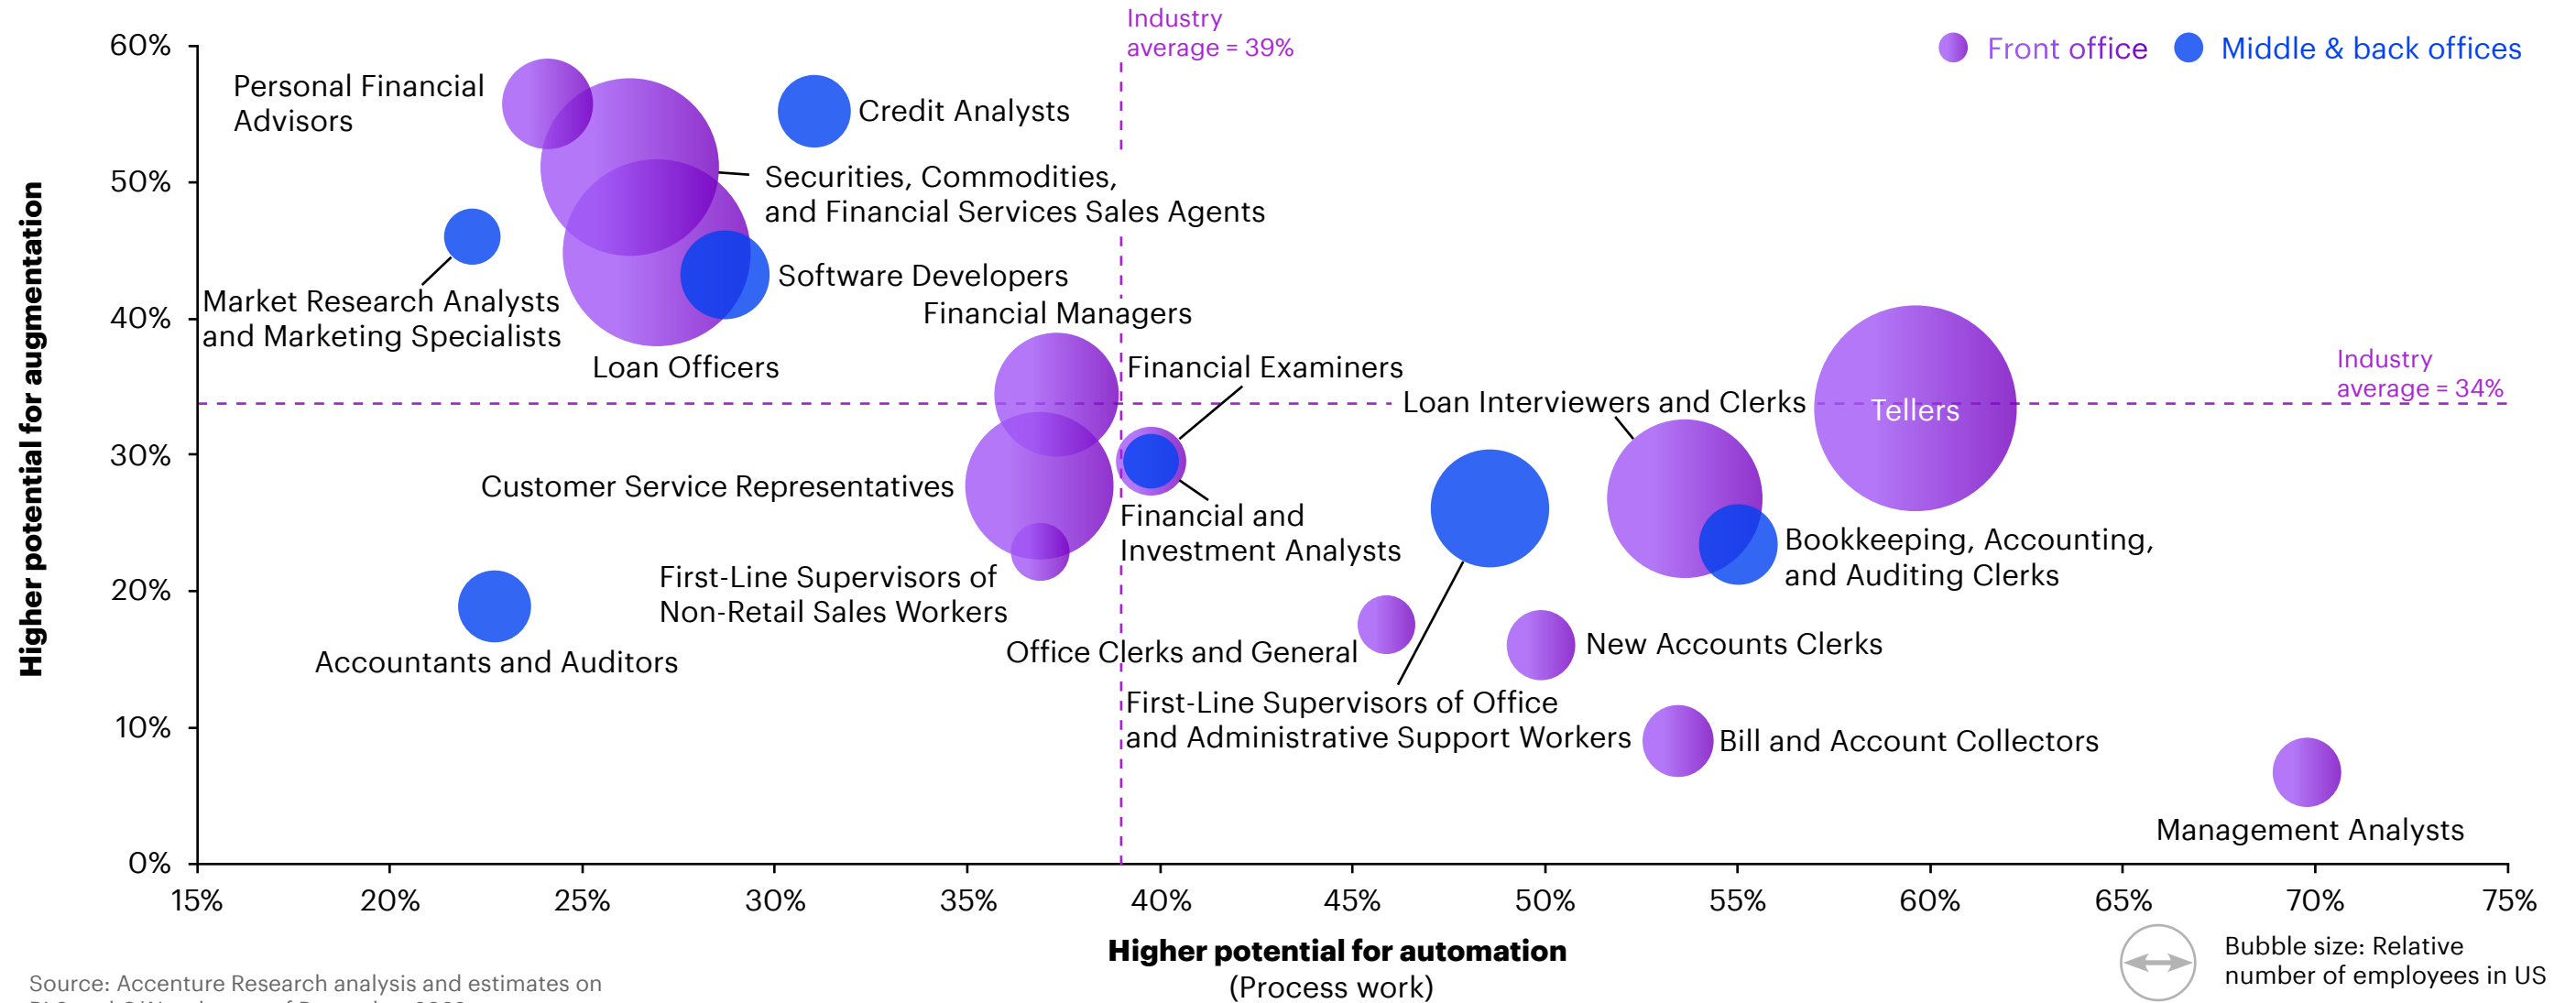 Industry
average = 39%
Front office
Middle & back offices
60%
50%
40%
30%
20%
10%
0%
Higher potential for augmentation
Personal Financial
Advisors
Credit Analysts
Securities, Commodities,
and Financial Services Sales Agents
Market Research Analysts
and Marketing Specialists
Software Developers
Financial Managers
Loan Officers
Financial Examiners
Industry
average = 34%
Loan Interviewers and Clerks
Tellers
Customer Service Representatives
Financial and
Investment Analysts
Bookkeeping, Accounting,
and Auditing Clerks
First-Line Supervisors of
Non-Retail Sales Workers
Accountants and Auditors
Office Clerks and General
New Accounts Clerks
First-Line Supervisors of Office
and Administrative Support Workers
Bill and Account Collectors
Management Analysts
15%
20%
25%
30%
35%
40%
45%
50%
55%
60%
65%
70%
75%
Higher potential for automation
(Process work)
Bubble size: Relative
number of employees in US
Source: Accenture Research analysis and estimates on